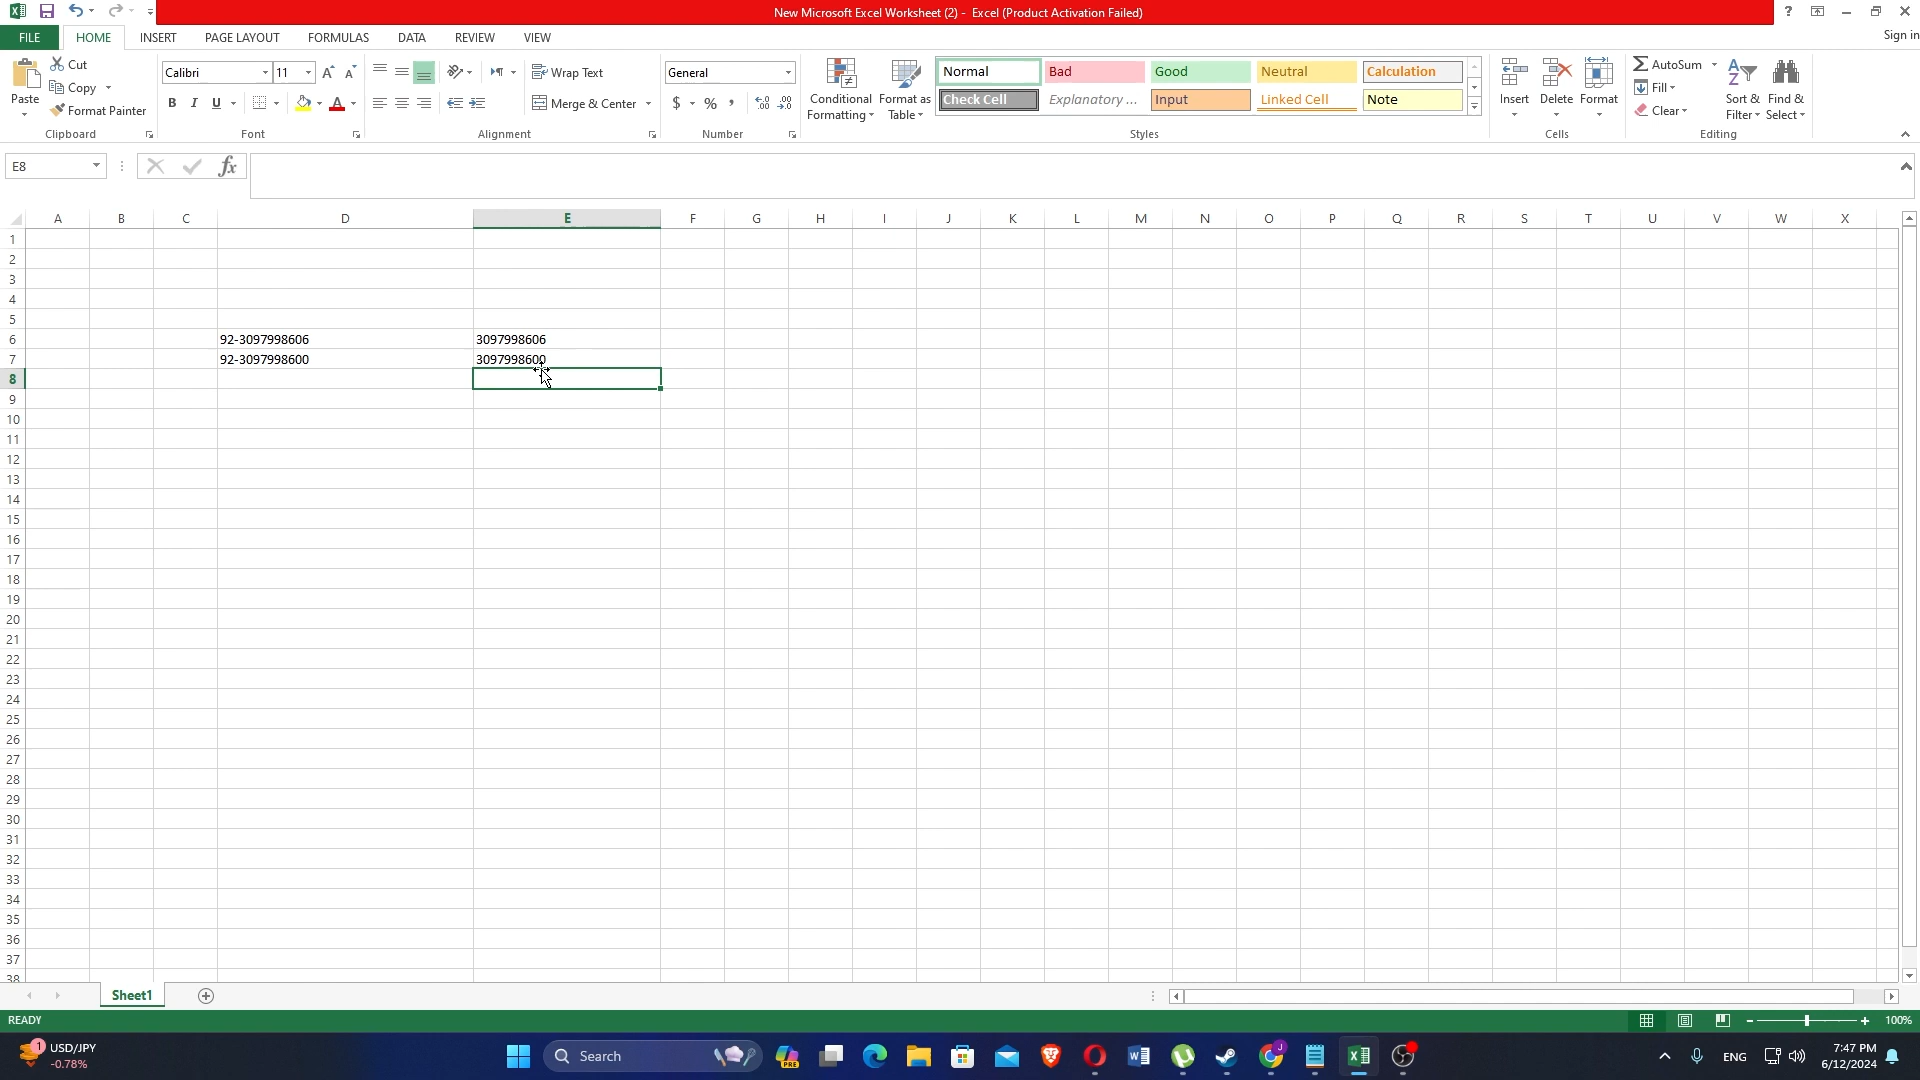 New Microsoft Excel Worksheet (2) - Excel (Product Activation Failed)
?
FILE HOME INSERT PAGE LAYOUT FORMULAS DATA REVIEW VIEW
Sign in
Paste
Cut
Copy
Format Painter
Clipboard
Calibri 11
B I U
Font
Wrap Text
Merge & Center
Alignment
General
$ % ,
Number
Conditional Formatting
Format as Table
Normal Bad Good Neutral Calculation
Check Cell Explanatory ... Input Linked Cell Note
Styles
Insert Delete Format
Cells
AutoSum
Fill
Clear
Sort & Filter
Find & Select
Editing
E8
fx
A B C D E F G H I J K L M N O P Q R S T U V W X
1
2
3
4
5
6 92-3097998606 3097998606
7 92-3097998600 3097998600
8
9
10
11
12
13
14
15
16
17
18
19
20
21
22
23
24
25
26
27
28
29
30
31
32
33
34
35
36
37
38
Sheet1
READY
100%
1
USD/JPY
-0.78%
Search
PRE
J
ENG
7:47 PM
6/12/2024